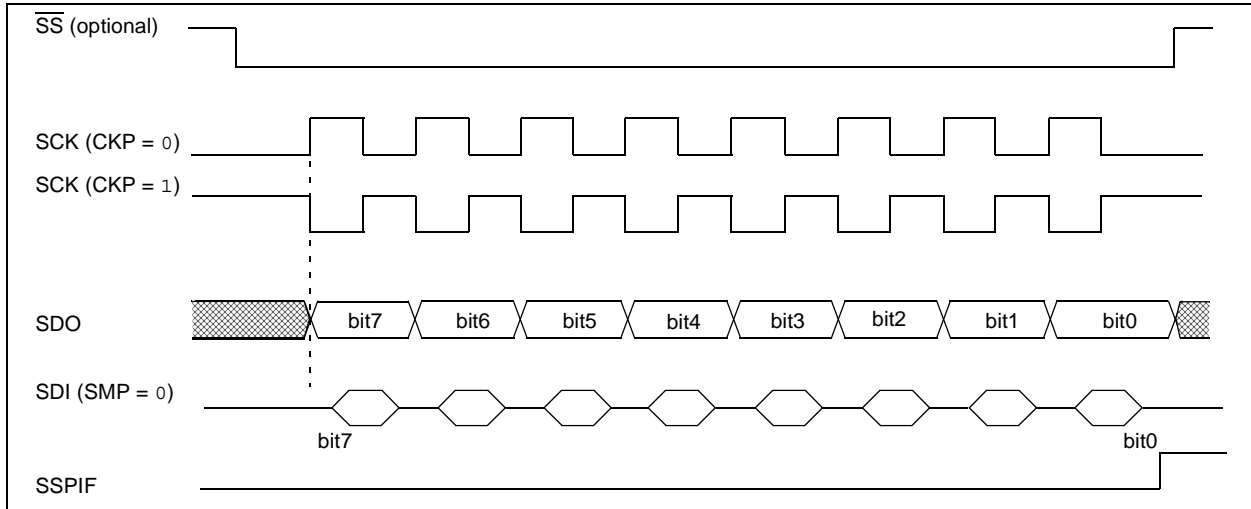 SS (optional)
SCK (CKP = 0)
SCK (CKP = 1)
SDO
bit7 bit6 bit5 bit4 bit3 bit2 bit1 bit0
SDI (SMP = 0)
bit7 bit0
SSPIF